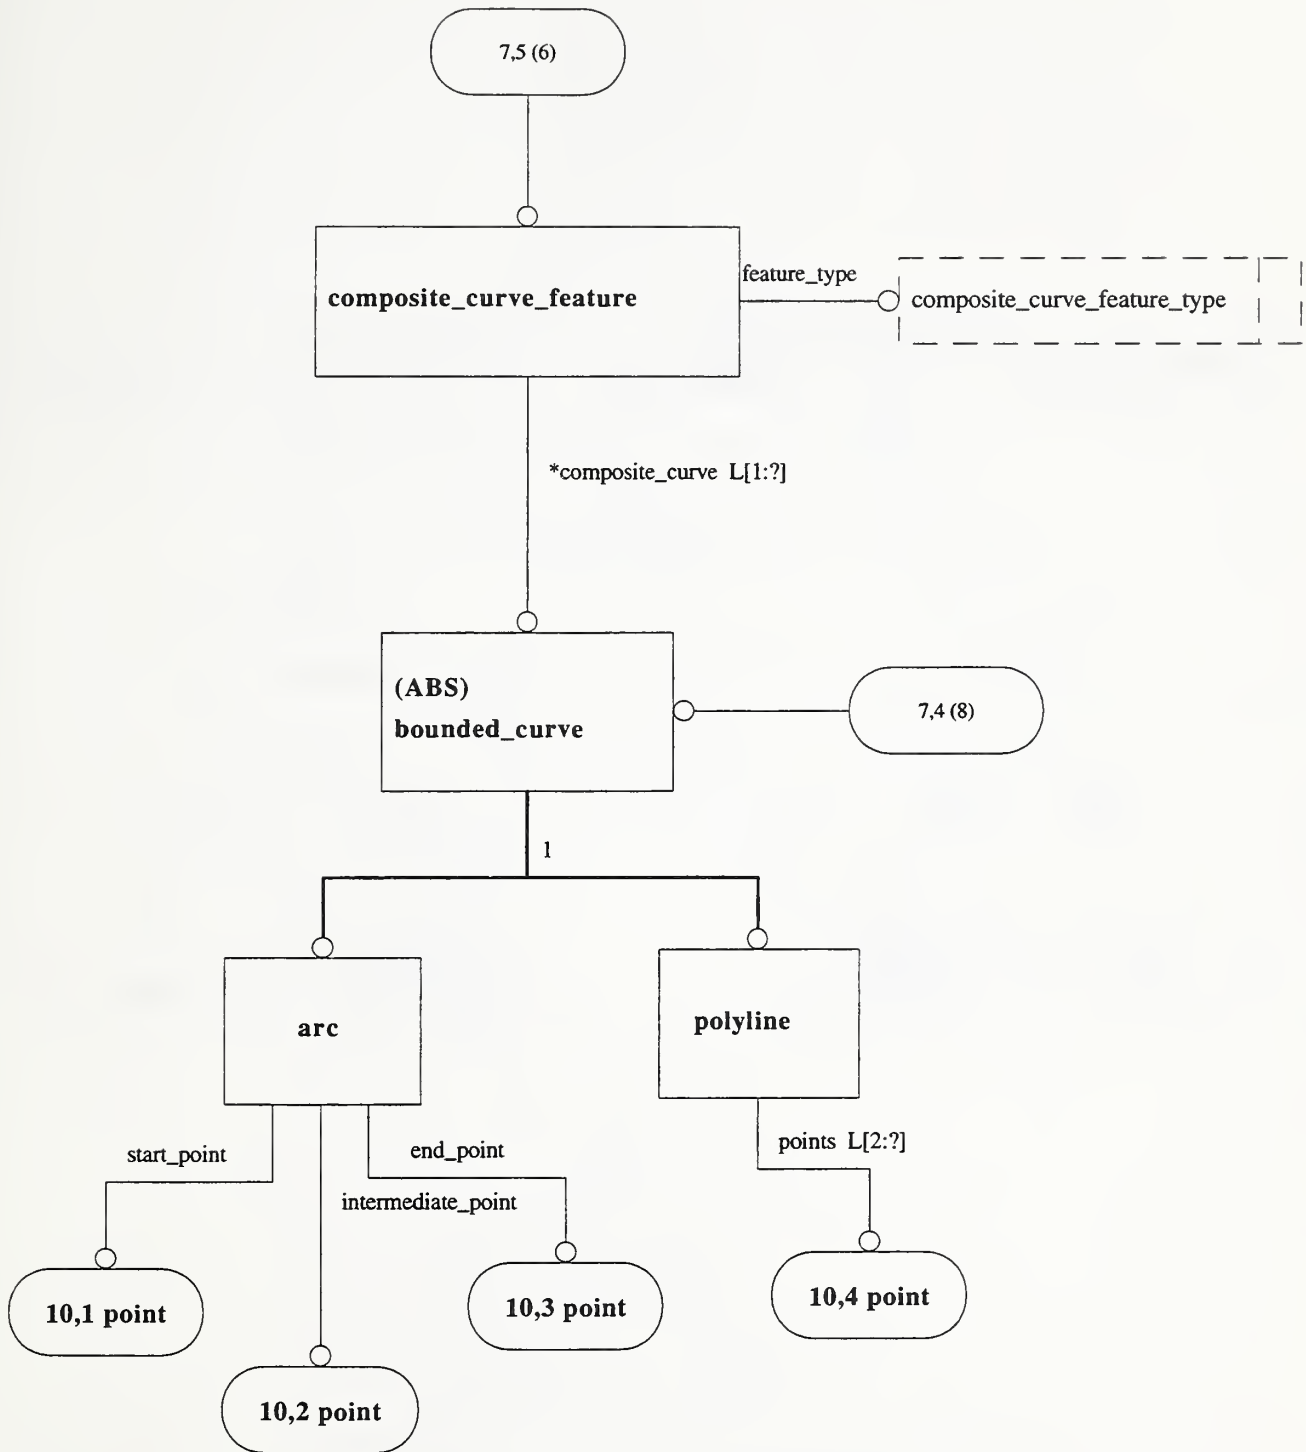 7,5 (6)
feature_type
composite_curve_feature
composite_curve_feature_type
*composite_curve L[1:?]
(ABS)
bounded_curve
7,4 (8)
1
arc
polyline
start_point
end_point
points L[2:?]
intermediate_point
10,1 point
10,3 point
10,4 point
10,2 point